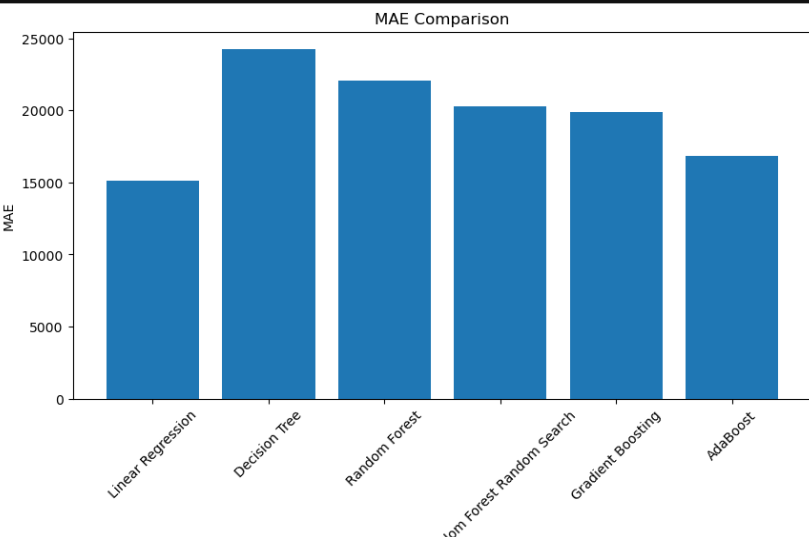 MAE Comparison
25000
20000
15000
10000
5000
0
MAE
Linear Regression
Decision Tree
Random Forest
Forest Random Search
Gradient Boosting
AdaBoost